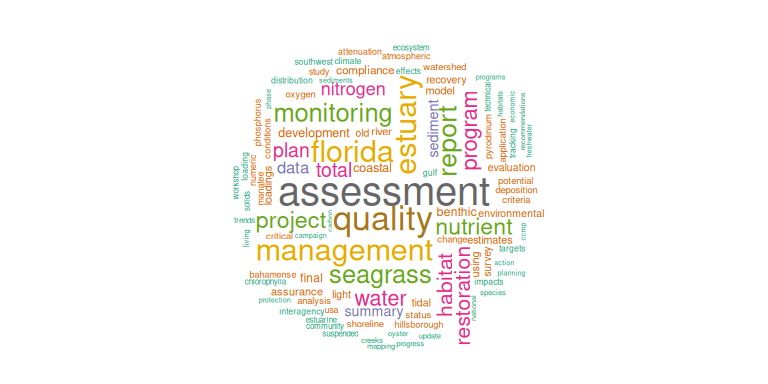 ecosystem
attenuation
atmospheric
southwest climate
study compliance effects watershed
distribution sediments recovery programs
oxygen nitrogen model
phase
phosphorus
monitoring
estuary
sediment
report
program
technical
habitats
economic
recommendations
freshwater
tracking
application
pyrodinium
development old river
conditions
plan florida
numeric
loading
workshop
data total coastal gulf evaluation
manatee
loadings
solids
potential
deposition
assessment
criteria
trends project quality benthic environmental
carbon
nutrient
living
critical campaign change estimates
ccmp
management targets
habitat
restoration
using
survey
action
planning
bahamense final seagrass impacts
chlorophylla
national
species
assurance light water tidal
protection analysis
interagency usa summary status
estuarine
community shoreline hillsborough
suspended oyster update
creeks
mapping progress